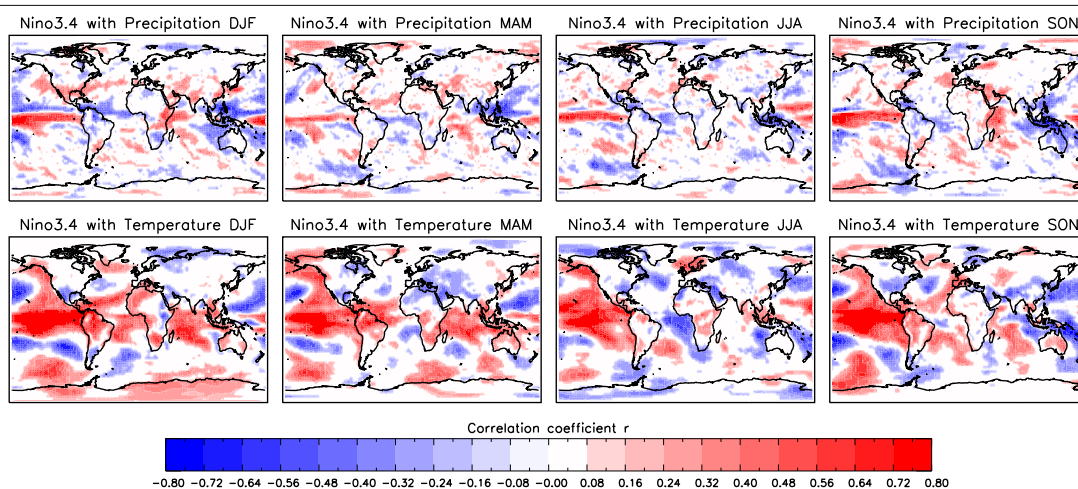 Nino3.4 with Precipitation DJF
Nino3.4 with Precipitation MAM
Nino3.4 with Precipitation JJA
Nino3.4 with Precipitation SON
Nino3.4 with Temperature DJF
Nino3.4 with Temperature MAM
Nino3.4 with Temperature JJA
Nino3.4 with Temperature SON
Correlation coefficient r
-0.80 -0.72 -0.64 -0.56 -0.48 -0.40 -0.32 -0.24 -0.16 -0.08 -0.00 0.08 0.16 0.24 0.32 0.40 0.48 0.56 0.64 0.72 0.80